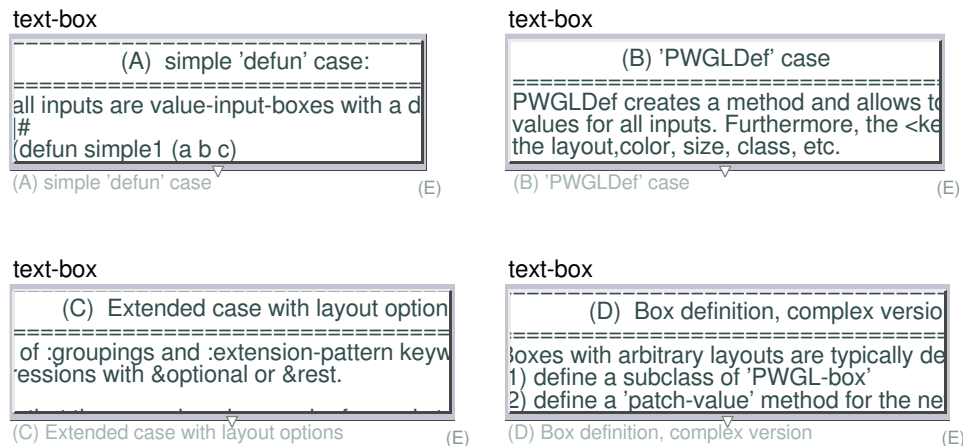 text-box
(A) simple 'defun' case:
all inputs are value-input-boxes with a d
|#
(defun simple1 (a b c)
(A) simple 'defun' case
(E)
text-box
(B) 'PWGLDef' case
PWGLDef creates a method and allows to
values for all inputs. Furthermore, the <ke
the layout,color, size, class, etc.
(B) 'PWGLDef' case
(E)
text-box
(C) Extended case with layout option
of :groupings and :extension-pattern keyw
ressions with &optional or &rest.
(C) Extended case with layout options
(E)
text-box
(D) Box definition, complex versio
Boxes with arbitrary layouts are typically de
1) define a subclass of 'PWGL-box'
2) define a 'patch-value' method for the ne
(D) Box definition, complex version
(E)